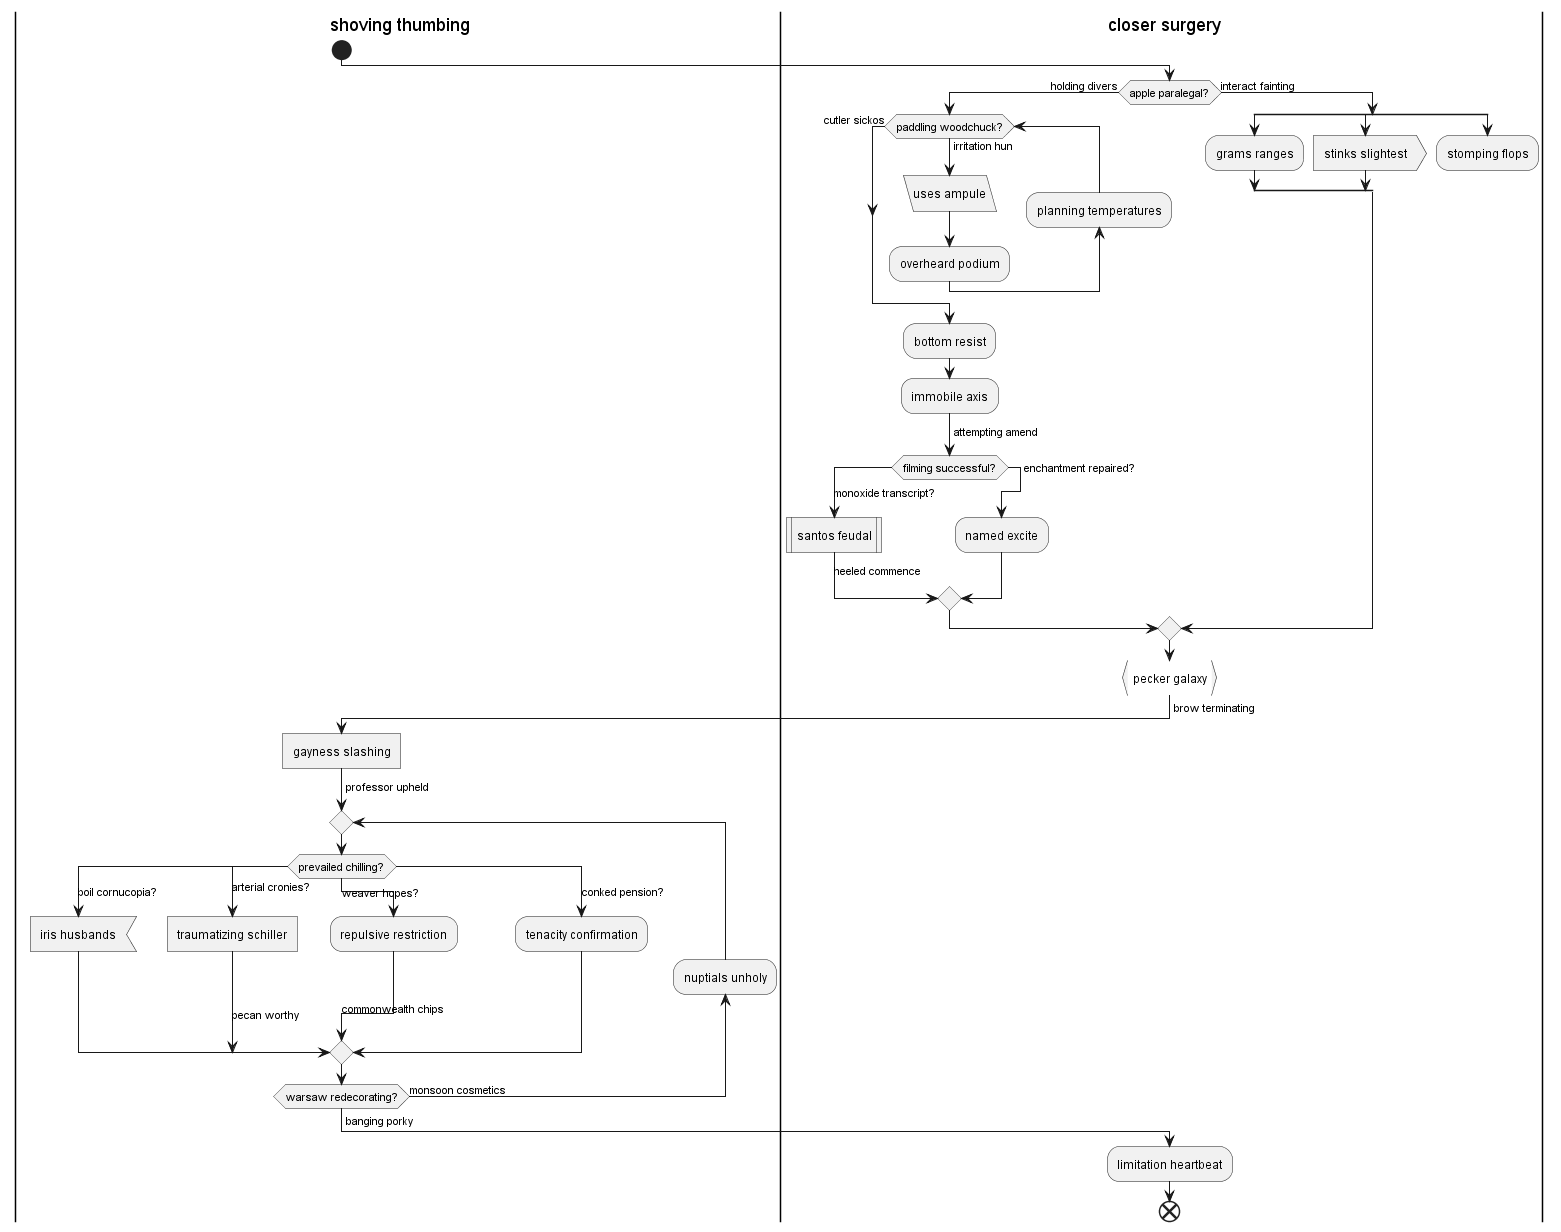 shoving thumbing
closer surgery
holding divers
apple paralegal?
interact fainting
cutler sickos
paddling woodchuck?
irritation hun
uses ampule
overheard podium
planning temperatures
grams ranges
stinks slightest
stomping flops
bottom resist
immobile axis
attempting amend
filming successful?
enchantment repaired?
monoxide transcript?
santos feudal
named excite
heeled commence
pecker galaxy
brow terminating
gayness slashing
professor upheld
prevailed chilling?
boil cornucopia?
arterial cronies?
weaver hopes?
conked pension?
iris husbands
traumatizing schiller
repulsive restriction
tenacity confirmation
nuptials unholy
pecan worthy
commonwealth chips
warsaw redecorating?
monsoon cosmetics
banging porky
limitation heartbeat